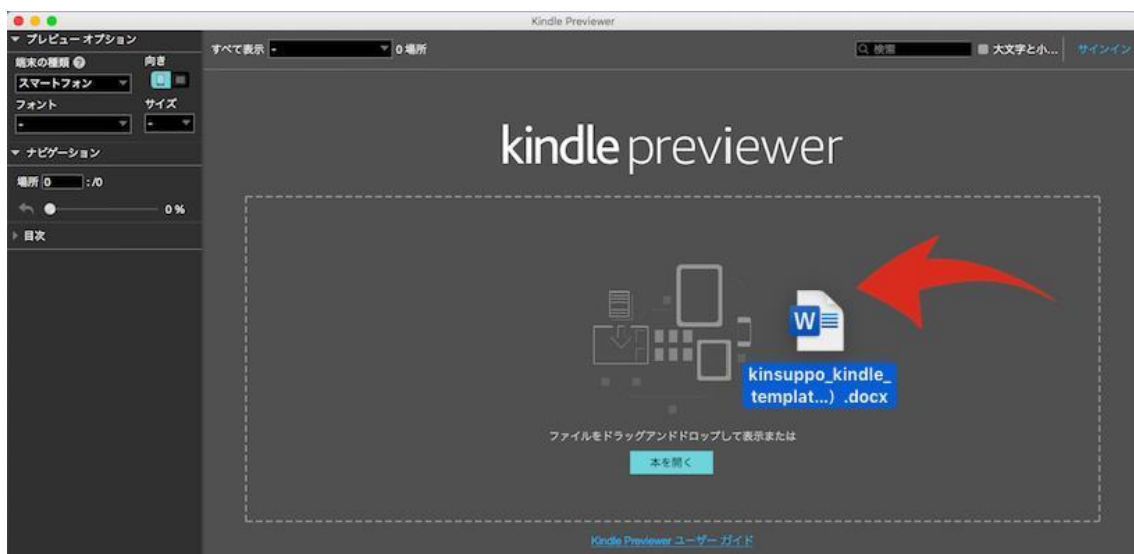 Kindle Previewer
プレビュー オプション
端末の種類 ?
向き
スマートフォン
フォント
サイズ
-
-
ナビゲーション
場所 0 : /0
0 %
目次
すべて表示 -
0 場所
検索
大文字と小...
サインイン
kindle previewer
W
kinsuppo_kindle_
templat...) .docx
ファイルをドラッグアンドドロップして表示または
本を開く
Kindle Previewer ユーザー ガイド